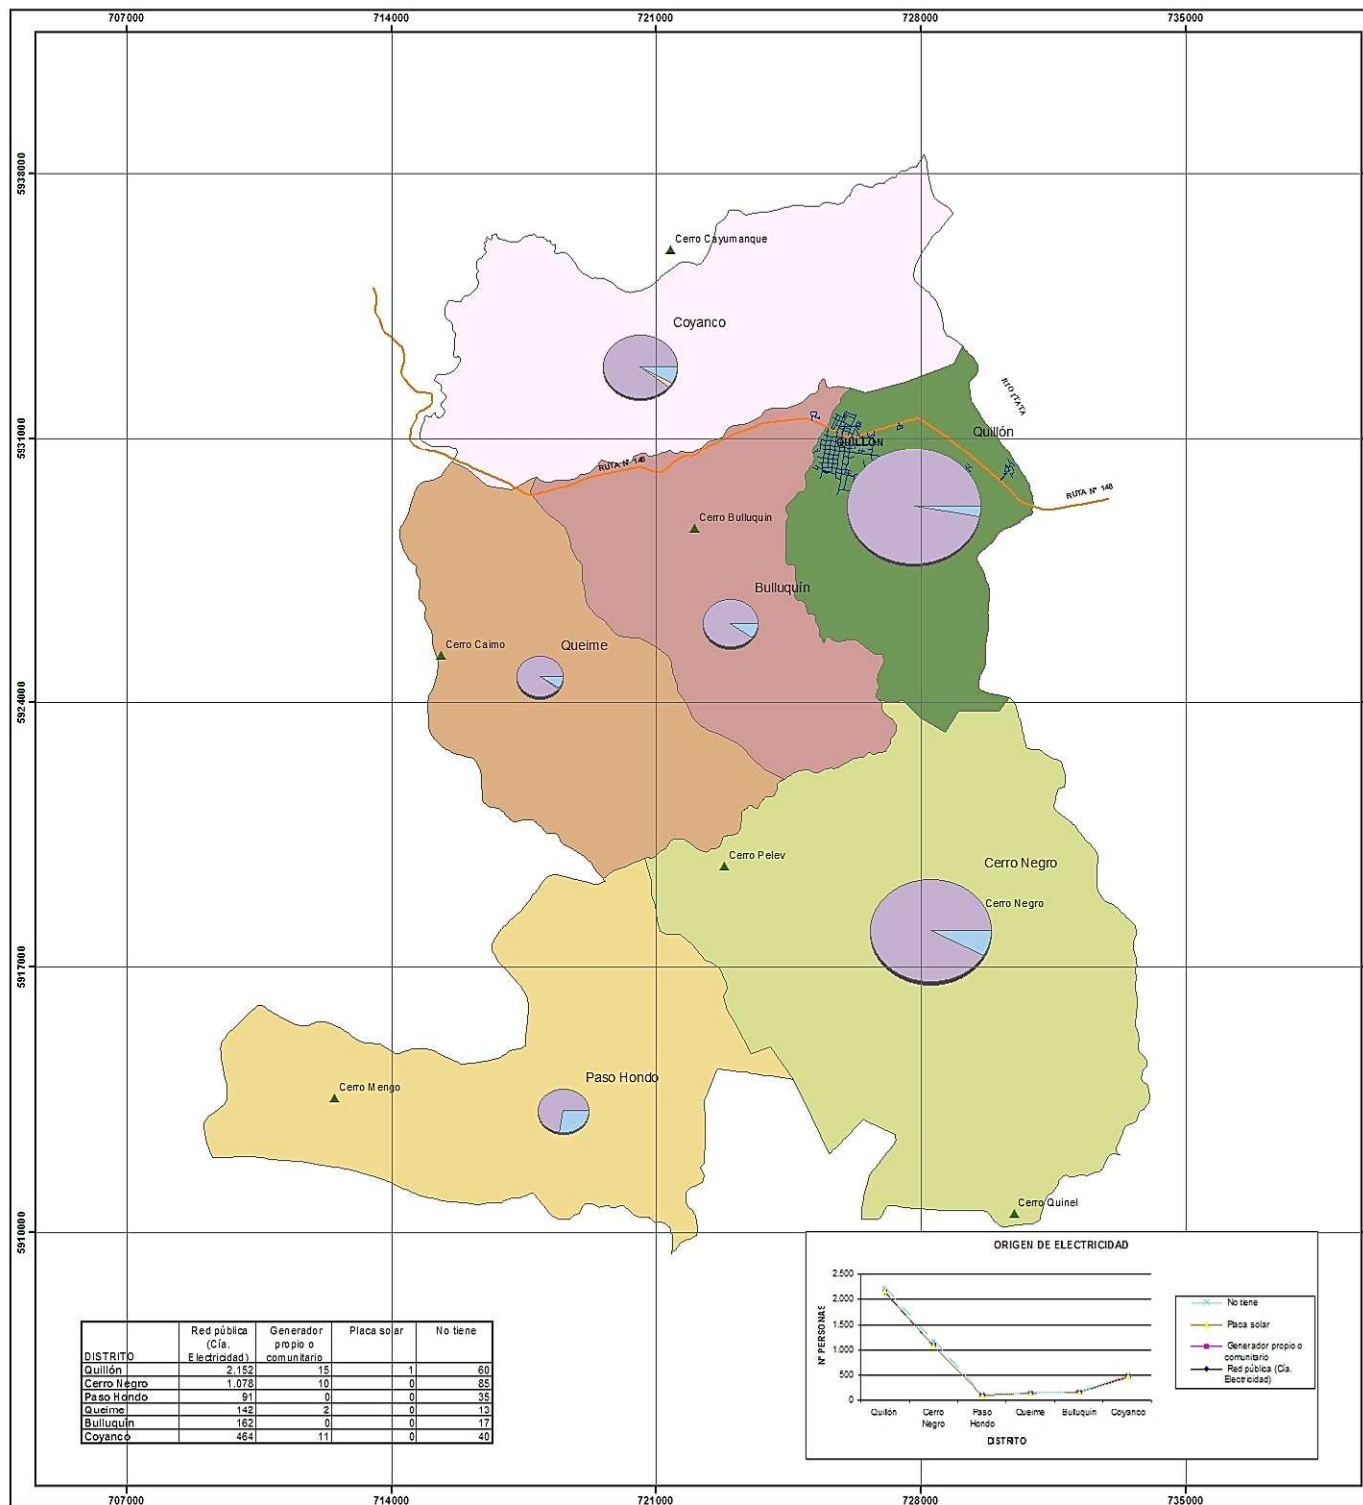 707000 714000 721000 728000 735000
5938000
Cerro Cayumanque
Coyanco
RIO ITATA
5931000
QUILLON
Quillón
RUTA N° 148
RUTA N° 148
Cerro Bulluquin
Bulluquín
Cerro Caimo
Queime
5924000
Cerro Pelev
Cerro Negro
Cerro Negro
5917000
Paso Hondo
Cerro Mengo
Cerro Quinel
5910000
DISTRITO
Red pública
(Cía.
Electricidad)
Generador
propio o
comunitario
Placa solar
No tiene
Quillón 2.152 15 1 60
Cerro Negro 1.078 10 0 85
Paso Hondo 91 0 0 35
Queime 142 2 0 13
Bulluquín 162 0 0 17
Coyanco 464 11 0 40
ORIGEN DE ELECTRICIDAD
Nº PERSONAS
2.500
2.000
1.500
1.000
500
0
Quillón
Cerro
Negro
Paso
Hondo
Queime
Bulluquin
Coyanco
DISTRITO
No tiene
Placa solar
Generador propio o
comunitario
Red pública (Cía.
Electricidad)
707000 714000 721000 728000 735000